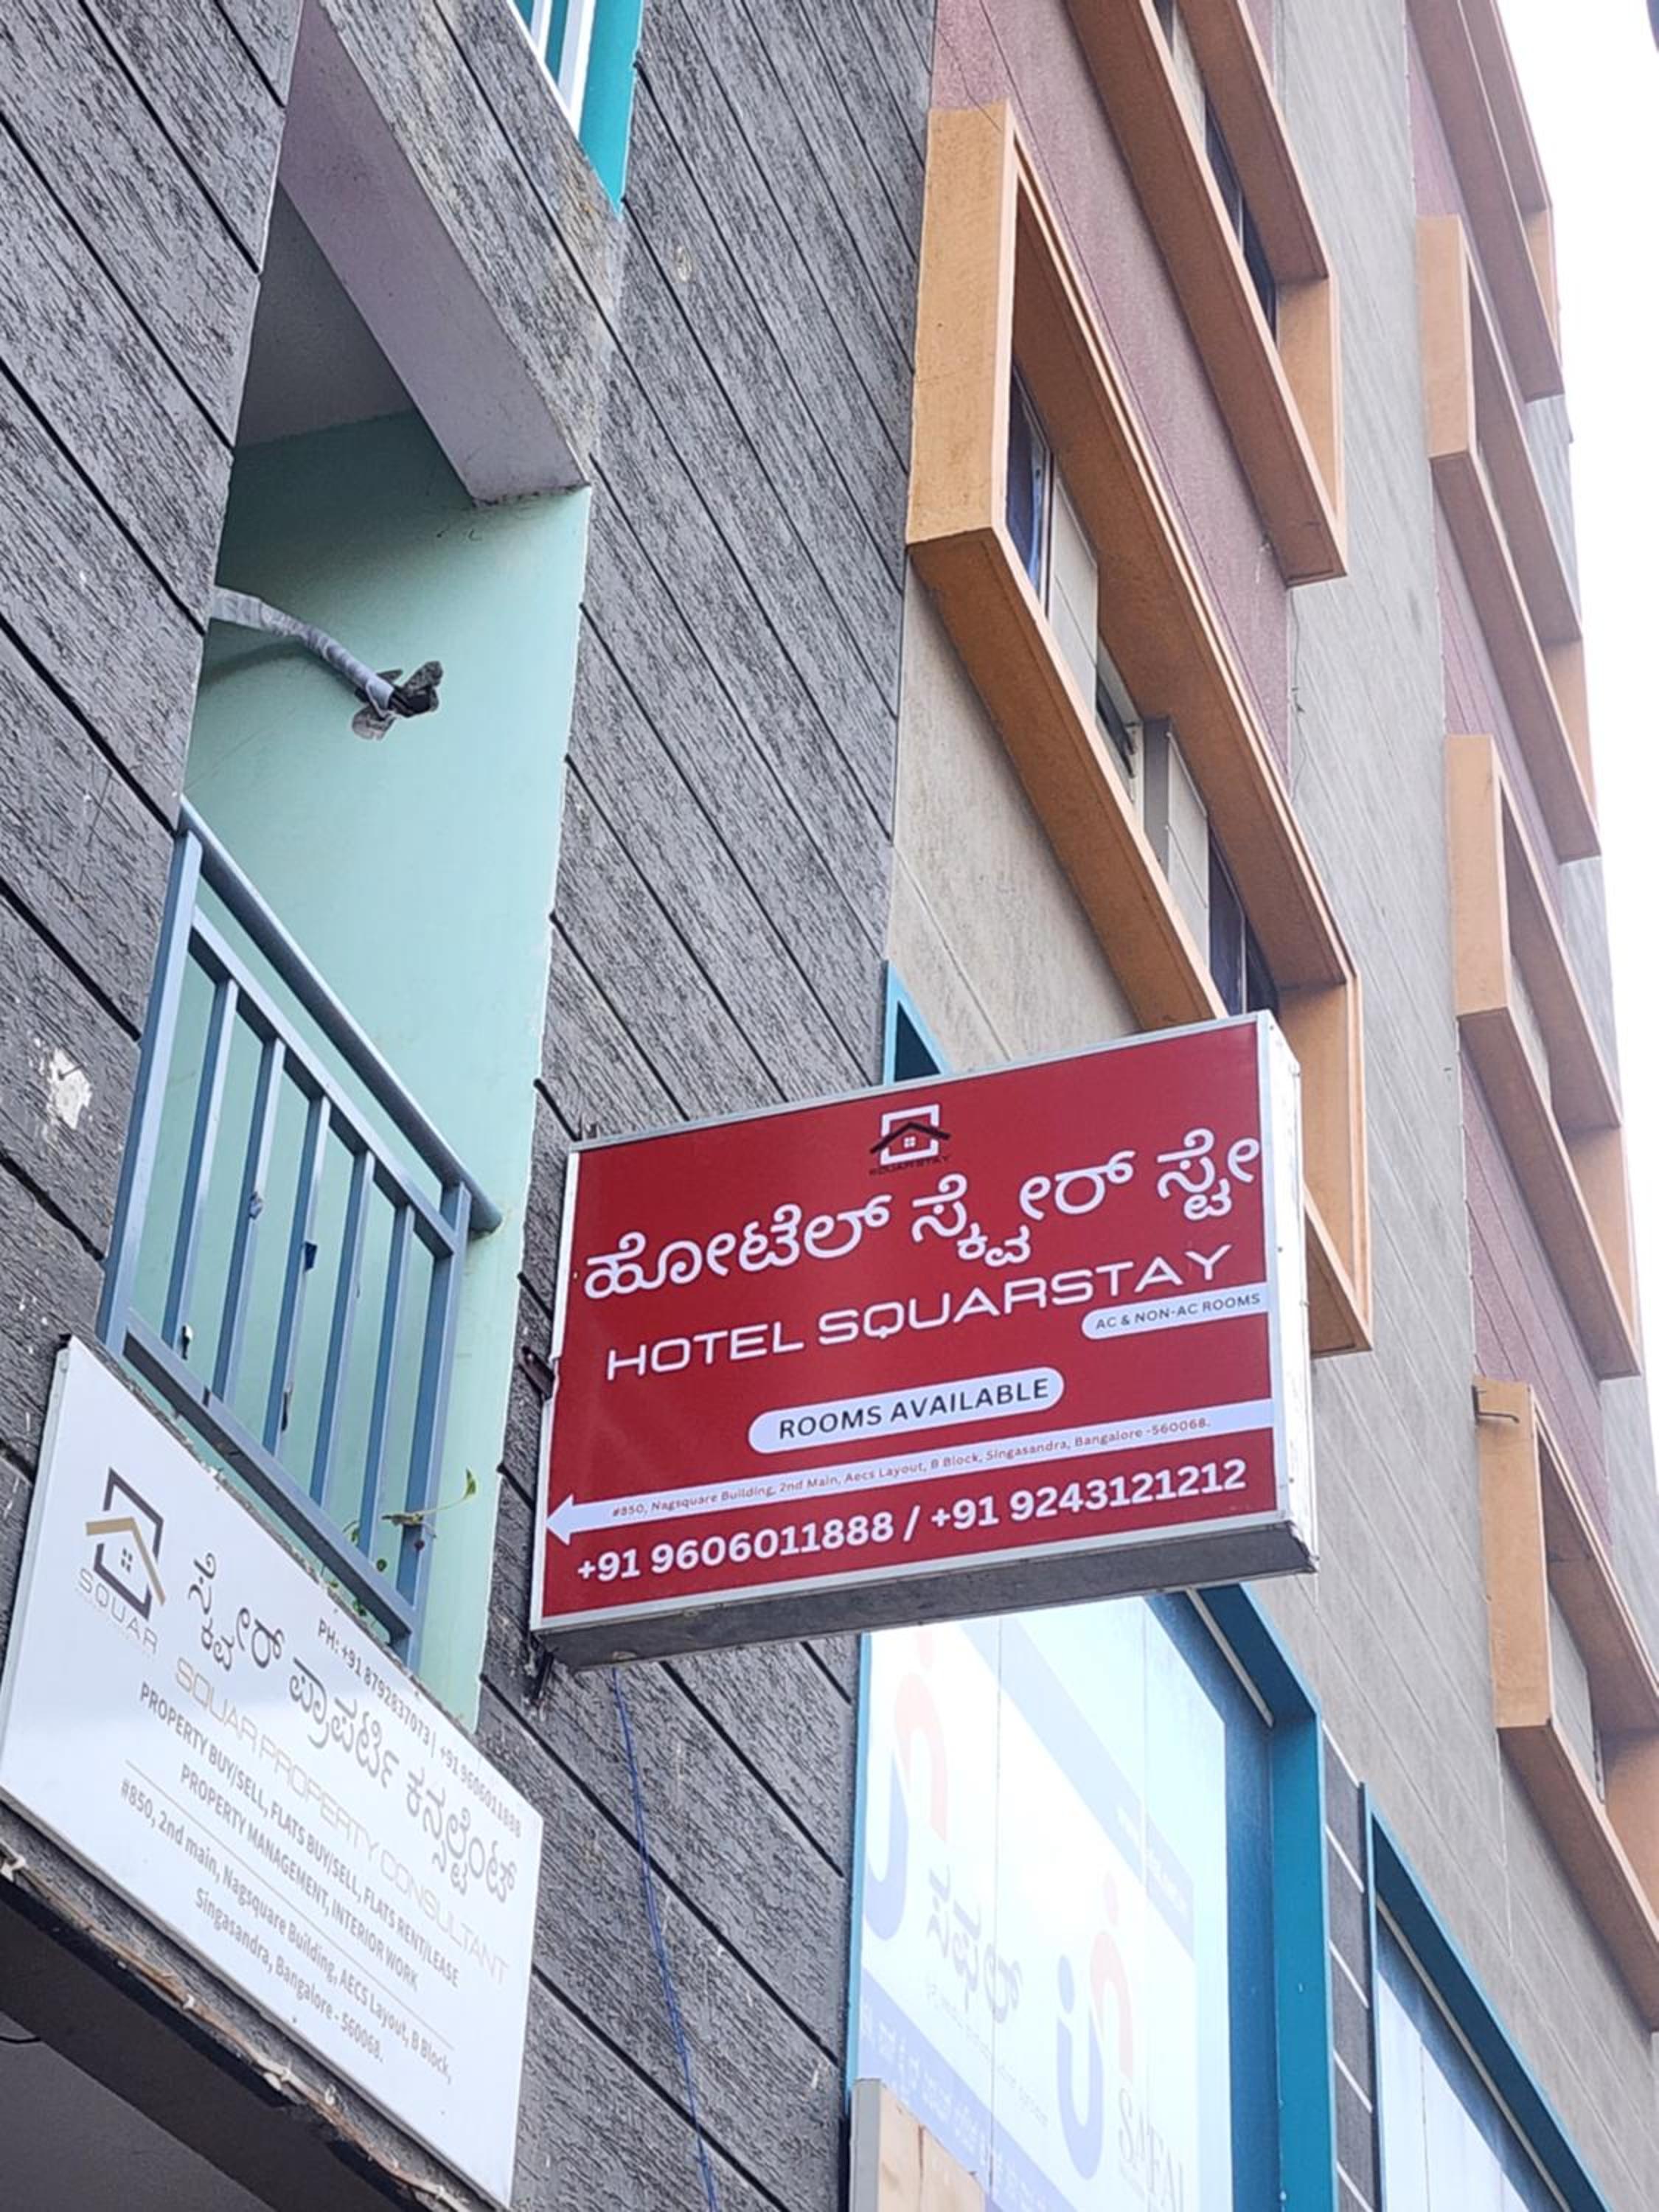 SQUARSTAY
ಹೋಟೆಲ್ ಸ್ಕ್ವೇರ್ ಸ್ಟೇ
HOTEL SQUARSTAY
AC & NON-AC ROOMS
ROOMS AVAILABLE
#850, Nagsquare Building, 2nd Main, Aecs Layout, B Block, Singasandra, Bangalore -560068.
+91 9606011888 / +91 9243121212
SQUAR
PH: +91 8792837073 | +91 9606011888
ಸ್ಕ್ವೇರ್ ಪ್ರಾಪರ್ಟಿ ಕನ್ಸಲ್ಟೆಂಟ್
SQUAR PROPERTY CONSULTANT
PROPERTY BUY/SELL, FLATS BUY/SELL, FLATS RENT/LEASE
PROPERTY MANAGEMENT, INTERIOR WORK
#850, 2nd main, Nagsquare Building, AECS Layout, B Block,
Singasandra, Bangalore - 560068.